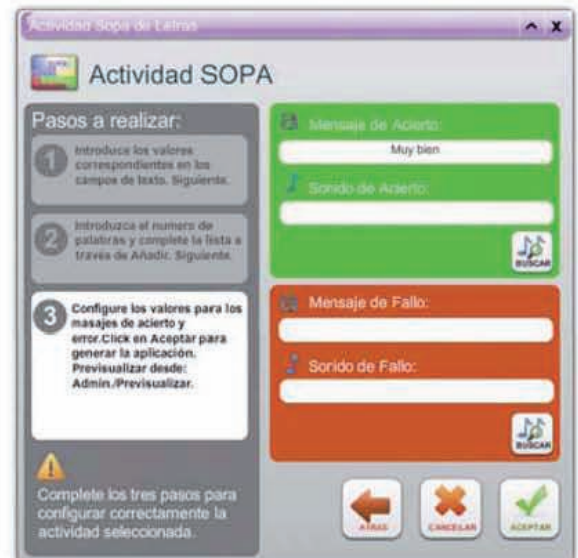 Actividad Sopa de Letras
Actividad SOPA
Pasos a realizar:
1
Introduce los valores
correspondientes en los
campos de texto. Siguiente.
2
Introduzca el numero de
palabras y complete la lista a
traves de Añadir. Siguiente.
3
Configure los valores para los
masajes de acierto y
error.Click en Aceptar para
generar la aplicación.
Previsualizar desde:
Admin./Previsualizar.
Complete los tres pasos para
configurar correctamente la
actividad seleccionada.
Mensaje de Acierto:
Muy bien
Sonido de Acierto:
BUSCAR
Mensaje de Fallo:
Sonido de Fallo:
BUSCAR
ATRAS
CANCELAR
ACEPTAR